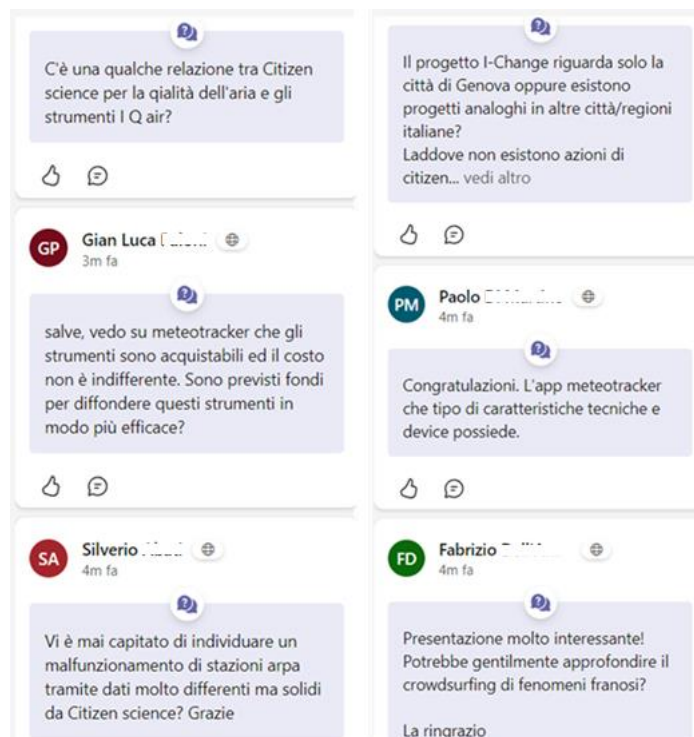 C'è una qualche relazione tra Citizen
science per la qialità dell'aria e gli
strumenti I Q air?
GP
Gian Luca
3m fa
salve, vedo su meteotracker che gli
strumenti sono acquistabili ed il costo
non è indifferente. Sono previsti fondi
per diffondere questi strumenti in
modo più efficace?
SA
Silverio
4m fa
Vi è mai capitato di individuare un
malfunzionamento di stazioni arpa
tramite dati molto differenti ma solidi
da Citizen science? Grazie
Il progetto I-Change riguarda solo la
città di Genova oppure esistono
progetti analoghi in altre città/regioni
italiane?
Laddove non esistono azioni di
citizen... vedi altro
PM
Paolo
4m fa
Congratulazioni. L'app meteotracker
che tipo di caratteristiche tecniche e
device possiede.
FD
Fabrizio
4m fa
Presentazione molto interessante!
Potrebbe gentilmente approfondire il
crowdsurfing di fenomeni franosi?
La ringrazio